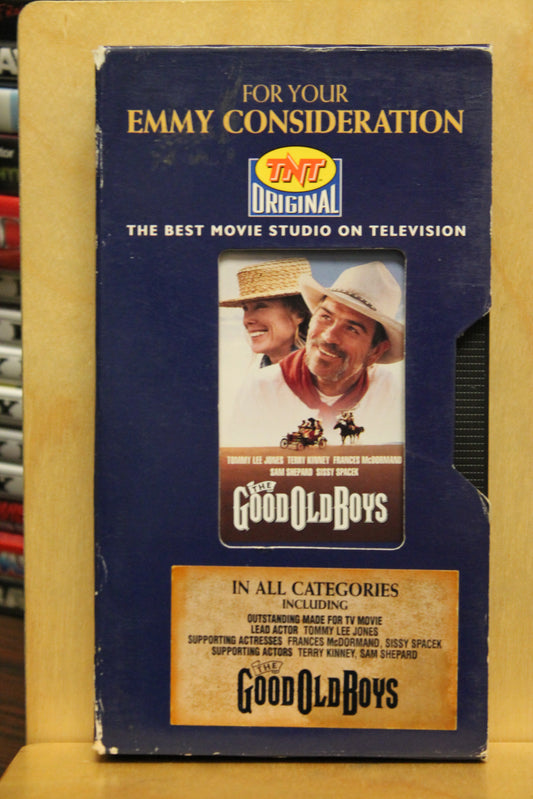 FOR YOUR
EMMY CONSIDERATION
TNT
ORIGINAL
THE BEST MOVIE STUDIO ON TELEVISION
TOMMY LEE JONES TERRY KINNEY FRANCES McDORMAND
SAM SHEPARD SISSY SPACEK
THE
GOOD OLD BOYS
IN ALL CATEGORIES
INCLUDING
OUTSTANDING MADE FOR TV MOVIE
LEAD ACTOR TOMMY LEE JONES
SUPPORTING ACTRESSES FRANCES McDORMAND, SISSY SPACEK
SUPPORTING ACTORS TERRY KINNEY, SAM SHEPARD
THE
GOOD OLD BOYS